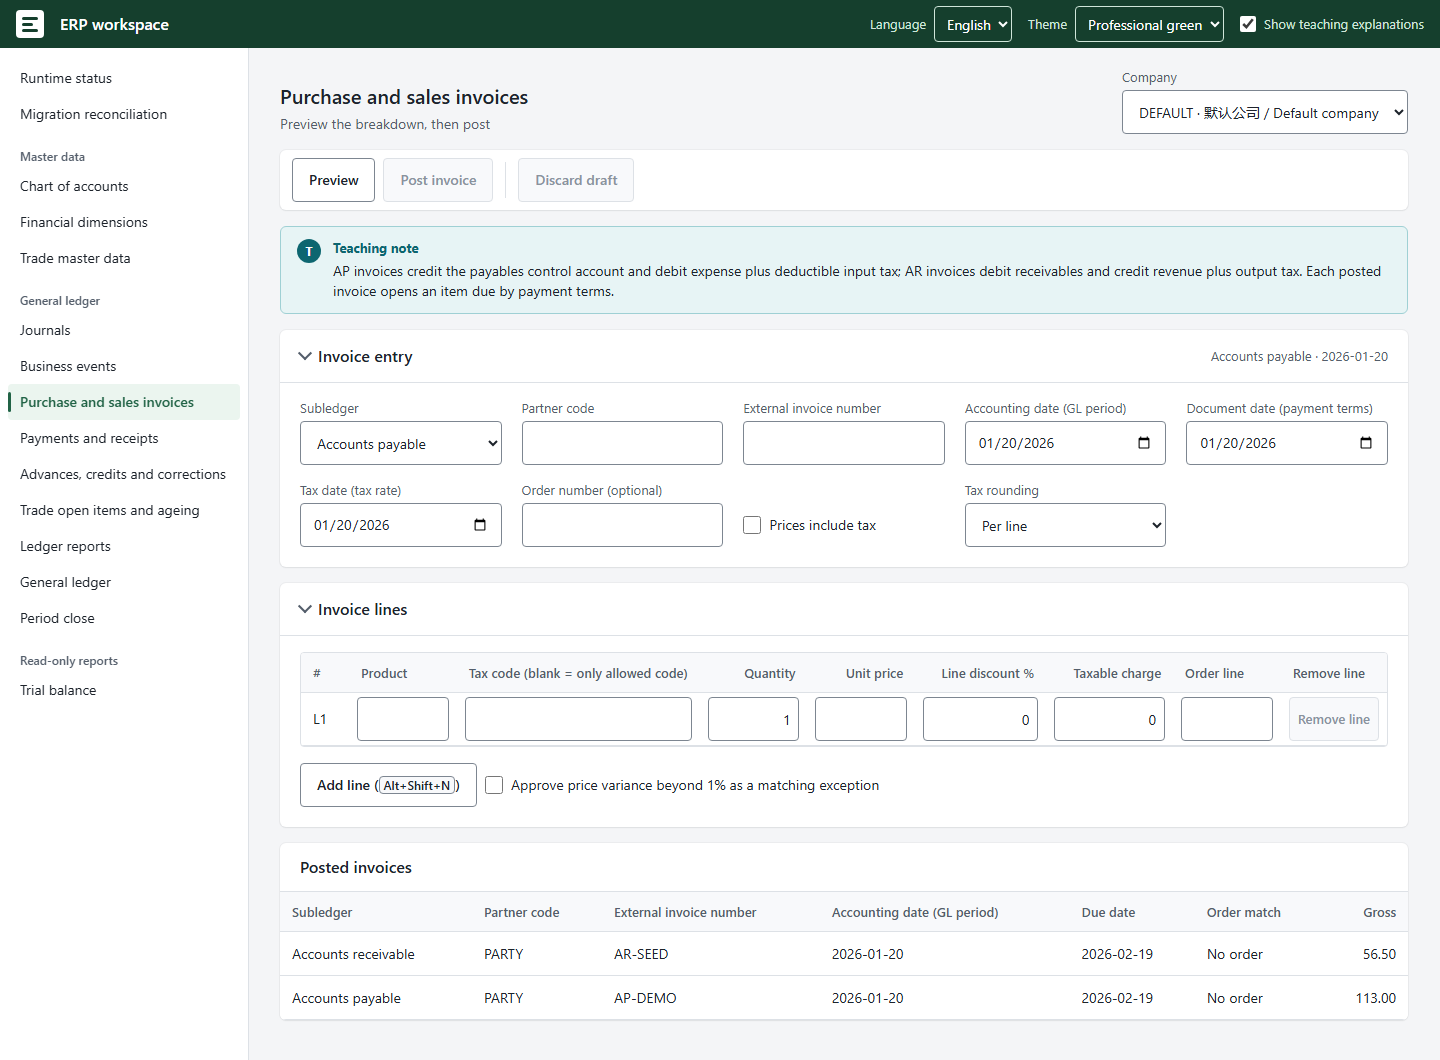 ERP workspace
Language English Theme Professional green Show teaching explanations
Runtime status
Migration reconciliation
Master data
Chart of accounts
Financial dimensions
Trade master data
General ledger
Journals
Business events
Purchase and sales invoices
Payments and receipts
Advances, credits and corrections
Trade open items and ageing
Ledger reports
General ledger
Period close
Read-only reports
Trial balance
Purchase and sales invoices
Preview the breakdown, then post
Company
DEFAULT · 默认公司 / Default company
Preview Post invoice Discard draft
T Teaching note
AP invoices credit the payables control account and debit expense plus deductible input tax; AR invoices debit receivables and credit revenue plus output tax. Each posted
invoice opens an item due by payment terms.
Invoice entry Accounts payable · 2026-01-20
Subledger Partner code External invoice number Accounting date (GL period) Document date (payment terms)
Accounts payable 01/20/2026 01/20/2026
Tax date (tax rate) Order number (optional) Tax rounding
01/20/2026 Prices include tax Per line
Invoice lines
# Product Tax code (blank = only allowed code) Quantity Unit price Line discount % Taxable charge Order line Remove line
L1 1 0 0 Remove line
Add line (Alt+Shift+N) Approve price variance beyond 1% as a matching exception
Posted invoices
Subledger Partner code External invoice number Accounting date (GL period) Due date Order match Gross
Accounts receivable PARTY AR-SEED 2026-01-20 2026-02-19 No order 56.50
Accounts payable PARTY AP-DEMO 2026-01-20 2026-02-19 No order 113.00